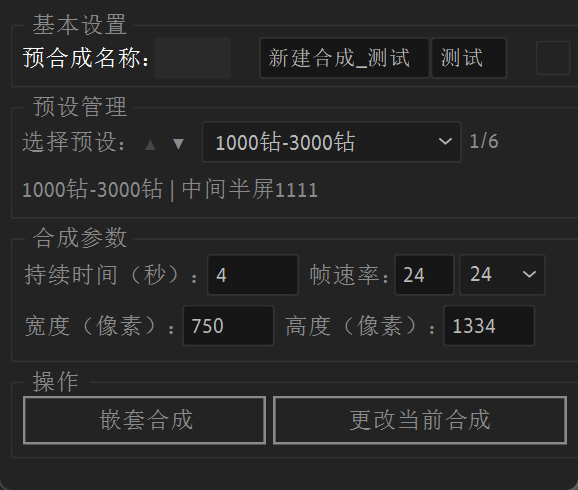 基本设置
预合成名称： 新建合成_测试 测试
预设管理
选择预设： ▲ ▼ 1000钻-3000钻 1/6
1000钻-3000钻 | 中间半屏1111
合成参数
持续时间（秒）： 4 帧速率： 24 24
宽度（像素）： 750 高度（像素）： 1334
操作
嵌套合成 更改当前合成